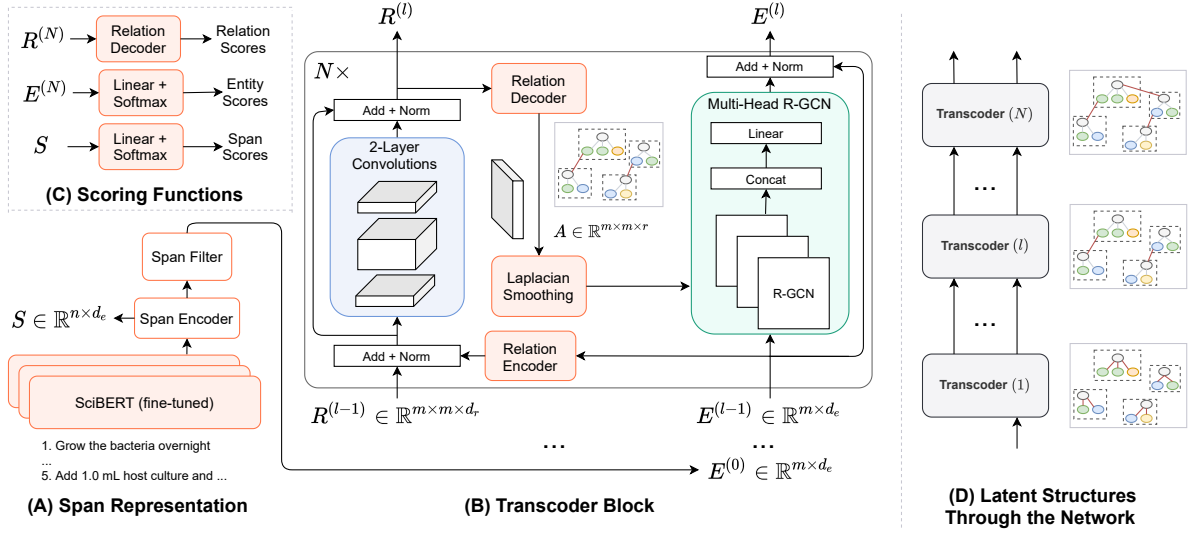 R^(N)
Relation
Decoder
Relation
Scores
E^(N)
Linear +
Softmax
Entity
Scores
S
Linear +
Softmax
Span
Scores
(C) Scoring Functions
Span Filter
S ∈ ℝ^{n×d_e}
Span Encoder
SciBERT (fine-tuned)
1. Grow the bacteria overnight
...
5. Add 1.0 mL host culture and ...
(A) Span Representation
R^(l)
E^(l)
N×
Add + Norm
Relation
Decoder
Add + Norm
Multi-Head R-GCN
2-Layer
Convolutions
Linear
Concat
A ∈ ℝ^{m×m×r}
Laplacian
Smoothing
R-GCN
Add + Norm
Relation
Encoder
R^(l−1) ∈ ℝ^{m×m×d_r}
E^(l−1) ∈ ℝ^{m×d_e}
...
...
E^(0) ∈ ℝ^{m×d_e}
(B) Transcoder Block
Transcoder (N)
...
Transcoder (l)
...
Transcoder (1)
(D) Latent Structures
Through the Network